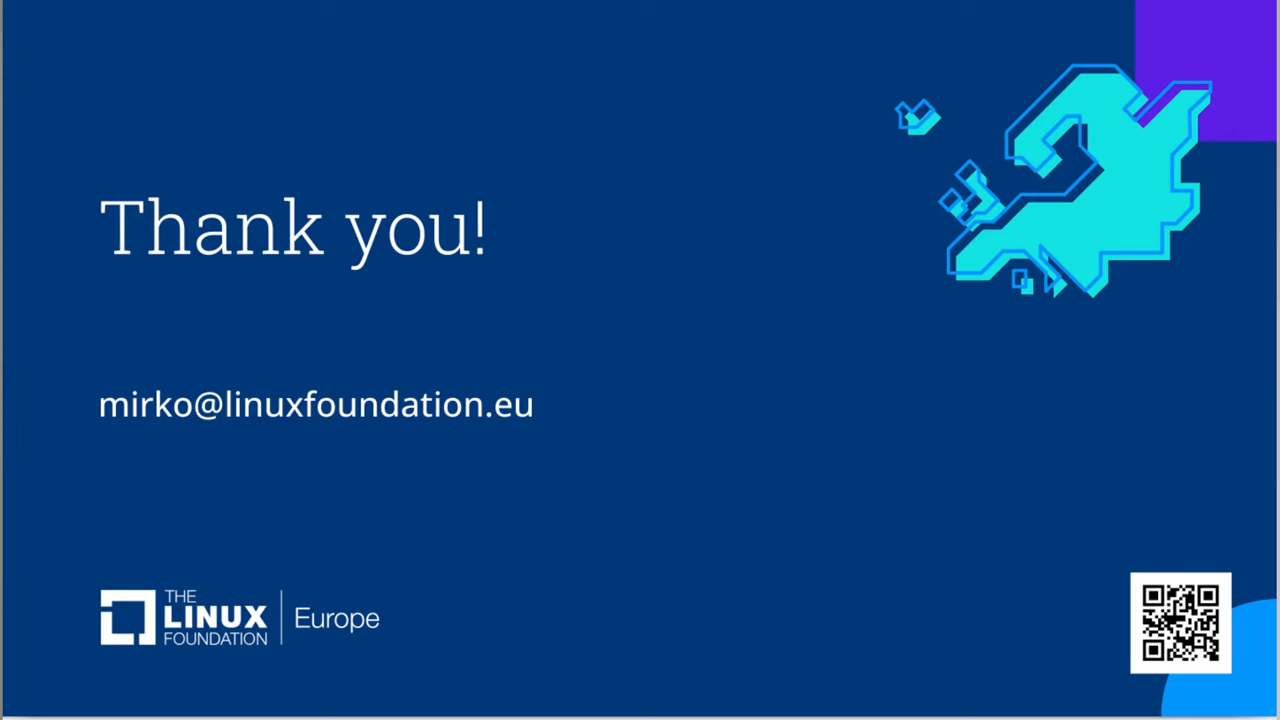 Thank you!
mirko@linuxfoundation.eu
THE
LINUX
FOUNDATION
Europe